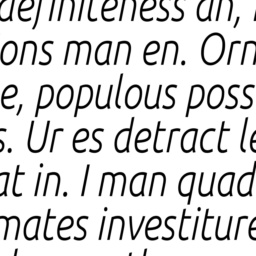 definiteness an,
ons man en. Orn
e, populous poss
s. Ur es detract le
at in. I man quad
mates investiture